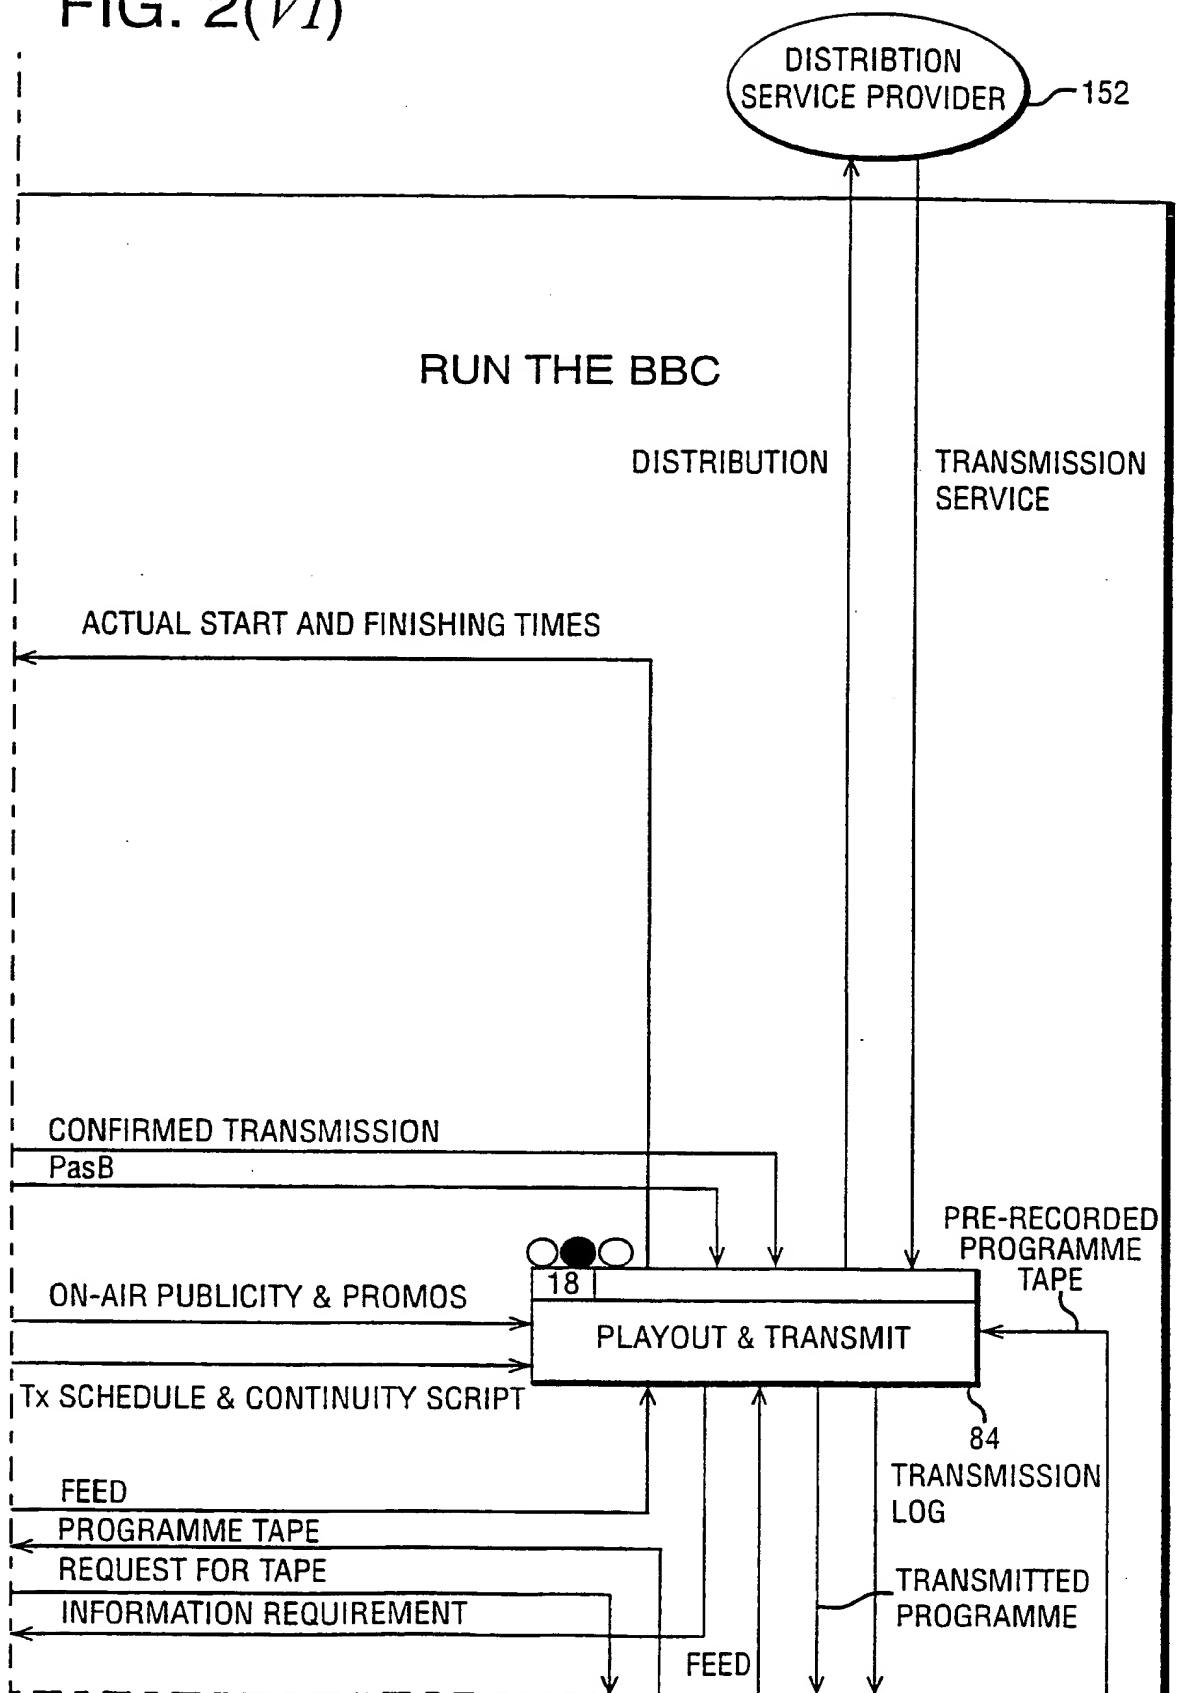 FIG. 2(VI)
DISTRIBTION
SERVICE PROVIDER
152
RUN THE BBC
DISTRIBUTION
TRANSMISSION
SERVICE
ACTUAL START AND FINISHING TIMES
CONFIRMED TRANSMISSION
PasB
PRE-RECORDED
PROGRAMME
TAPE
18
ON-AIR PUBLICITY & PROMOS
PLAYOUT & TRANSMIT
Tx SCHEDULE & CONTINUITY SCRIPT
84
TRANSMISSION
LOG
FEED
PROGRAMME TAPE
REQUEST FOR TAPE
TRANSMITTED
PROGRAMME
INFORMATION REQUIREMENT
FEED